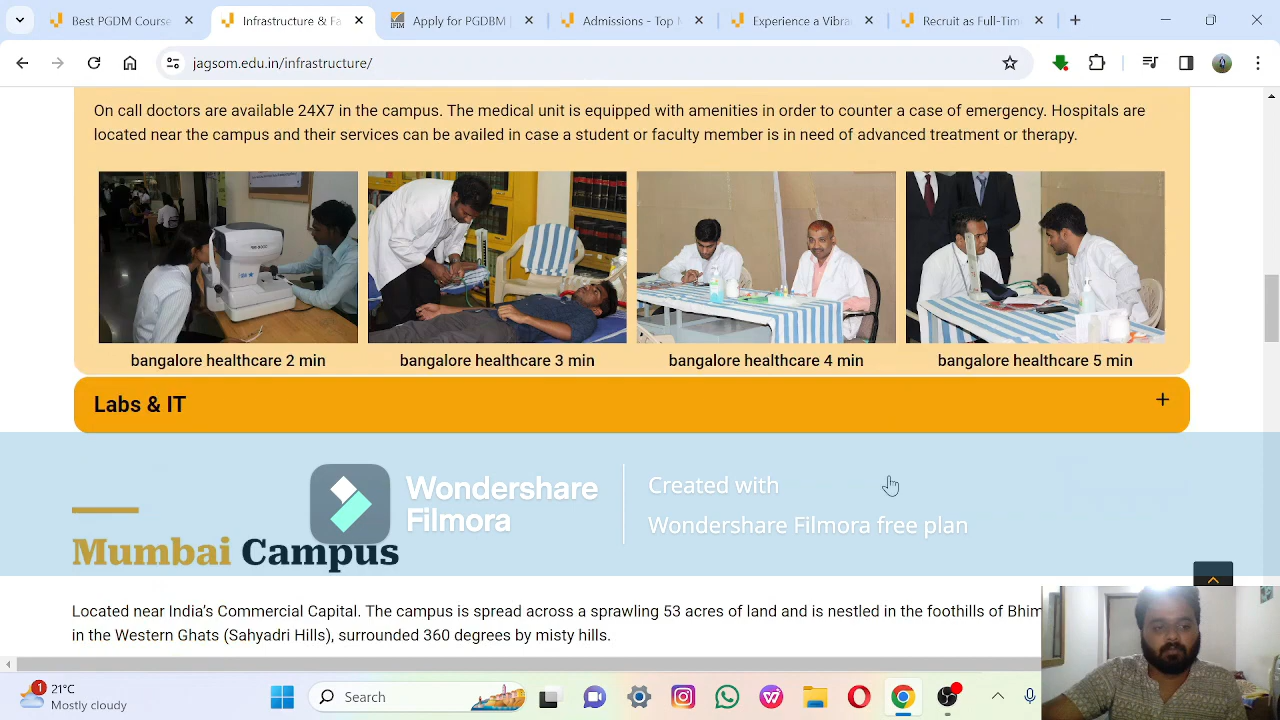 Best PGDM Course
Infrastructure & Fa
IFIM
Apply for PGDBM |
Admissions - Top M
Experience a Vibra
Recruit as Full-Tim
jagsom.edu.in/infrastructure/
On call doctors are available 24X7 in the campus. The medical unit is equipped with amenities in order to counter a case of emergency. Hospitals are
located near the campus and their services can be availed in case a student or faculty member is in need of advanced treatment or therapy.
bangalore healthcare 2 min
bangalore healthcare 3 min
bangalore healthcare 4 min
bangalore healthcare 5 min
Labs & IT
Wondershare
Filmora
Created with
Wondershare Filmora free plan
Mumbai Campus
Located near India's Commercial Capital. The campus is spread across a sprawling 53 acres of land and is nestled in the foothills of Bhim
in the Western Ghats (Sahyadri Hills), surrounded 360 degrees by misty hills.
1
21°C
Mostly cloudy
Search